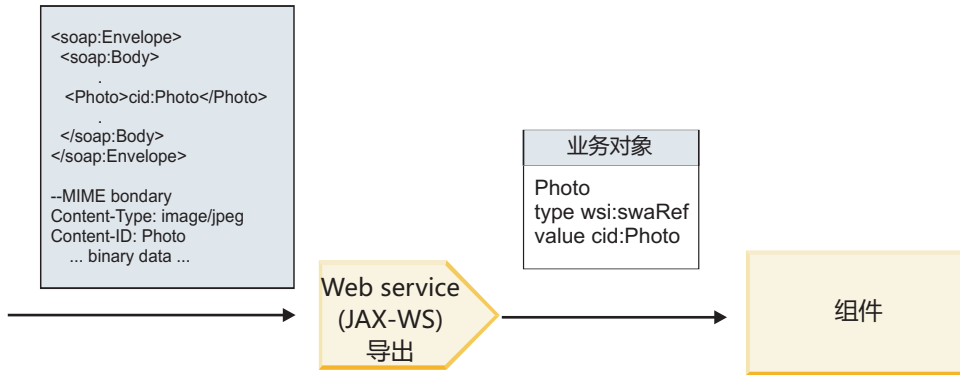 <soap:Envelope>
<soap:Body>
.
<Photo>cid:Photo</Photo>
.
</soap:Body>
</soap:Envelope>
--MIME bondary
Content-Type: image/jpeg
Content-ID: Photo
... binary data ...
业务对象
Photo
type wsi:swaRef
value cid:Photo
Web service
(JAX-WS)
导出
组件